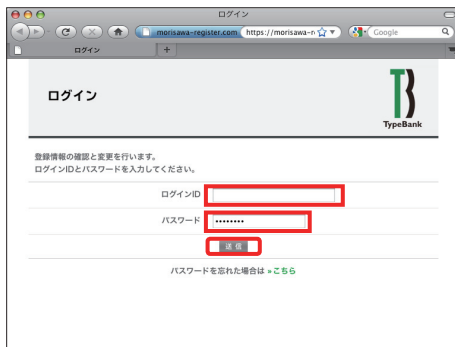 ログイン
morisawa-register.com https://morisawa-r
Google
ログイン
ログイン
TypeBank
登録情報の確認と変更を行います。
ログインIDとパスワードを入力してください。
ログインID
パスワード ••••••••
送信
パスワードを忘れた場合は »こちら